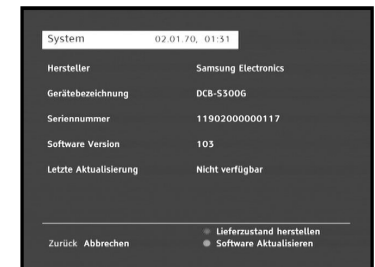 System 02.01.70, 01:31
Hersteller Samsung Electronics
Gerätebezeichnung DCB-S300G
Seriennummer 11902000000117
Software Version 103
Letzte Aktualisierung Nicht verfügbar
Lieferzustand herstellen
Zurück Abbrechen Software Aktualisieren